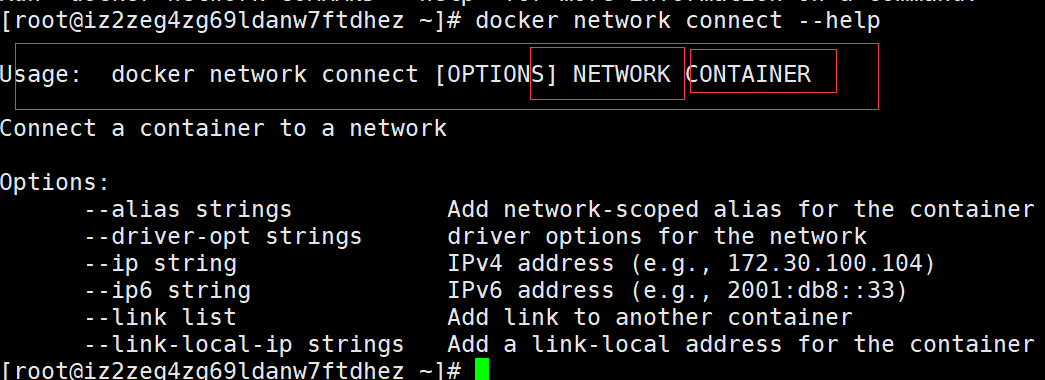 [root@iz2zeg4zg69ldanw7ftdhez ~]# docker network connect --help
Usage:  docker network connect [OPTIONS] NETWORK CONTAINER
Connect a container to a network
Options:
      --alias strings           Add network-scoped alias for the container
      --driver-opt strings      driver options for the network
      --ip string               IPv4 address (e.g., 172.30.100.104)
      --ip6 string              IPv6 address (e.g., 2001:db8::33)
      --link list               Add link to another container
      --link-local-ip strings   Add a link-local address for the container
[root@iz2zeg4zg69ldanw7ftdhez ~]#